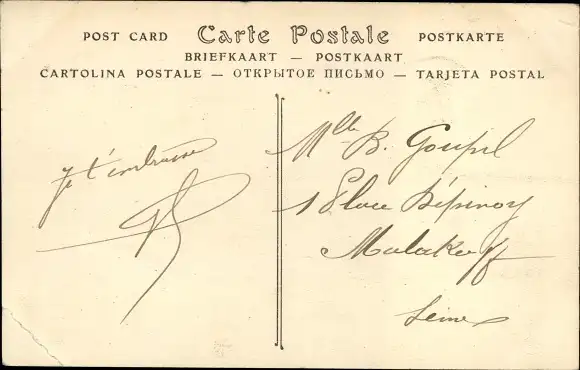 POST CARD Carte Postale POSTKARTE
BRIEFKAART — POSTKAART
CARTOLINA POSTALE — ОТКРЫТОЕ ПИСЬМО — TARJETA POSTAL
Je t'embrasse
Mlle B. Goupil
1 Place Bépinoy
Malakoff
Seine